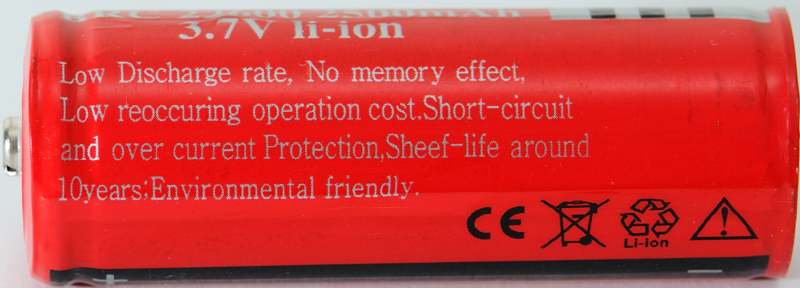 3.7V li-ion
Low Discharge rate, No memory effect,
Low reoccuring operation cost.Short-circuit
and over current Protection,Sheef-life around
10years;Environmental friendly.
CE
Li-Ion
+